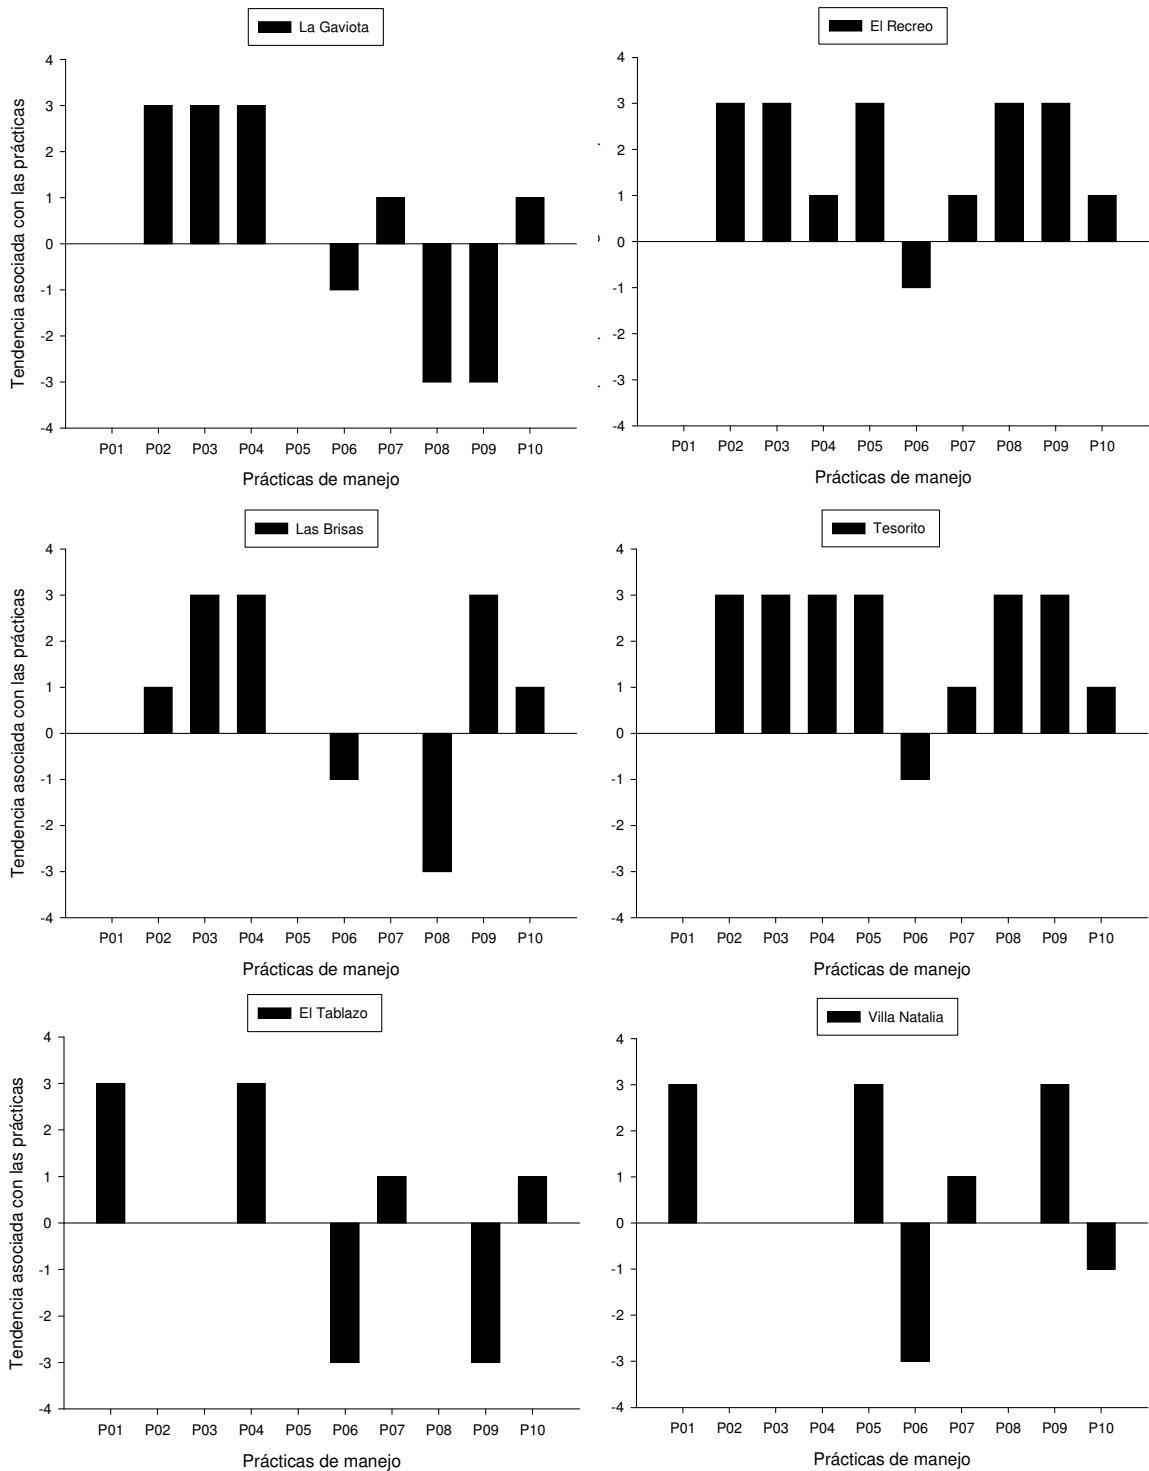 La Gaviota
4
3
2
1
0
-1
-2
-3
-4
Tendencia asociada con las prácticas
P01 P02 P03 P04 P05 P06 P07 P08 P09 P10
Prácticas de manejo
El Recreo
4
3
2
1
0
-1
-2
-3
-4
P01 P02 P03 P04 P05 P06 P07 P08 P09 P10
Prácticas de manejo
Las Brisas
4
3
2
1
0
-1
-2
-3
-4
Tendencia asociada con las prácticas
P01 P02 P03 P04 P05 P06 P07 P08 P09 P10
Prácticas de manejo
Tesorito
4
3
2
1
0
-1
-2
-3
-4
P01 P02 P03 P04 P05 P06 P07 P08 P09 P10
Prácticas de manejo
El Tablazo
4
3
2
1
0
-1
-2
-3
-4
Tendencia asociada con las prácticas
P01 P02 P03 P04 P05 P06 P07 P08 P09 P10
Prácticas de manejo
Villa Natalia
4
3
2
1
0
-1
-2
-3
-4
P01 P02 P03 P04 P05 P06 P07 P08 P09 P10
Prácticas de manejo